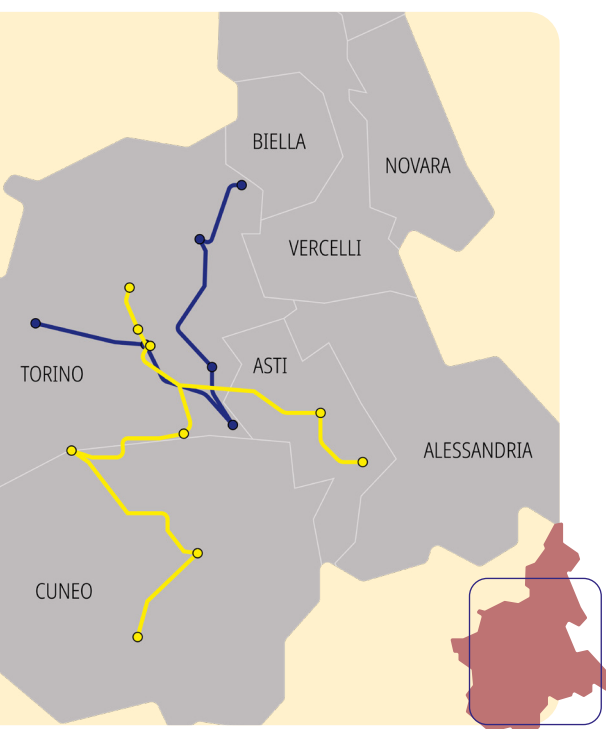 BIELLA
NOVARA
VERCELLI
ASTI
TORINO
ALESSANDRIA
CUNEO